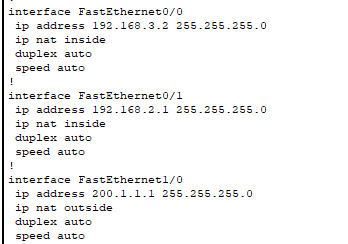 !
interface FastEthernet0/0
ip address 192.168.3.2 255.255.255.0
ip nat inside
duplex auto
speed auto
!
interface FastEthernet0/1
ip address 192.168.2.1 255.255.255.0
ip nat inside
duplex auto
speed auto
!
interface FastEthernet1/0
ip address 200.1.1.1 255.255.255.0
ip nat outside
duplex auto
speed auto